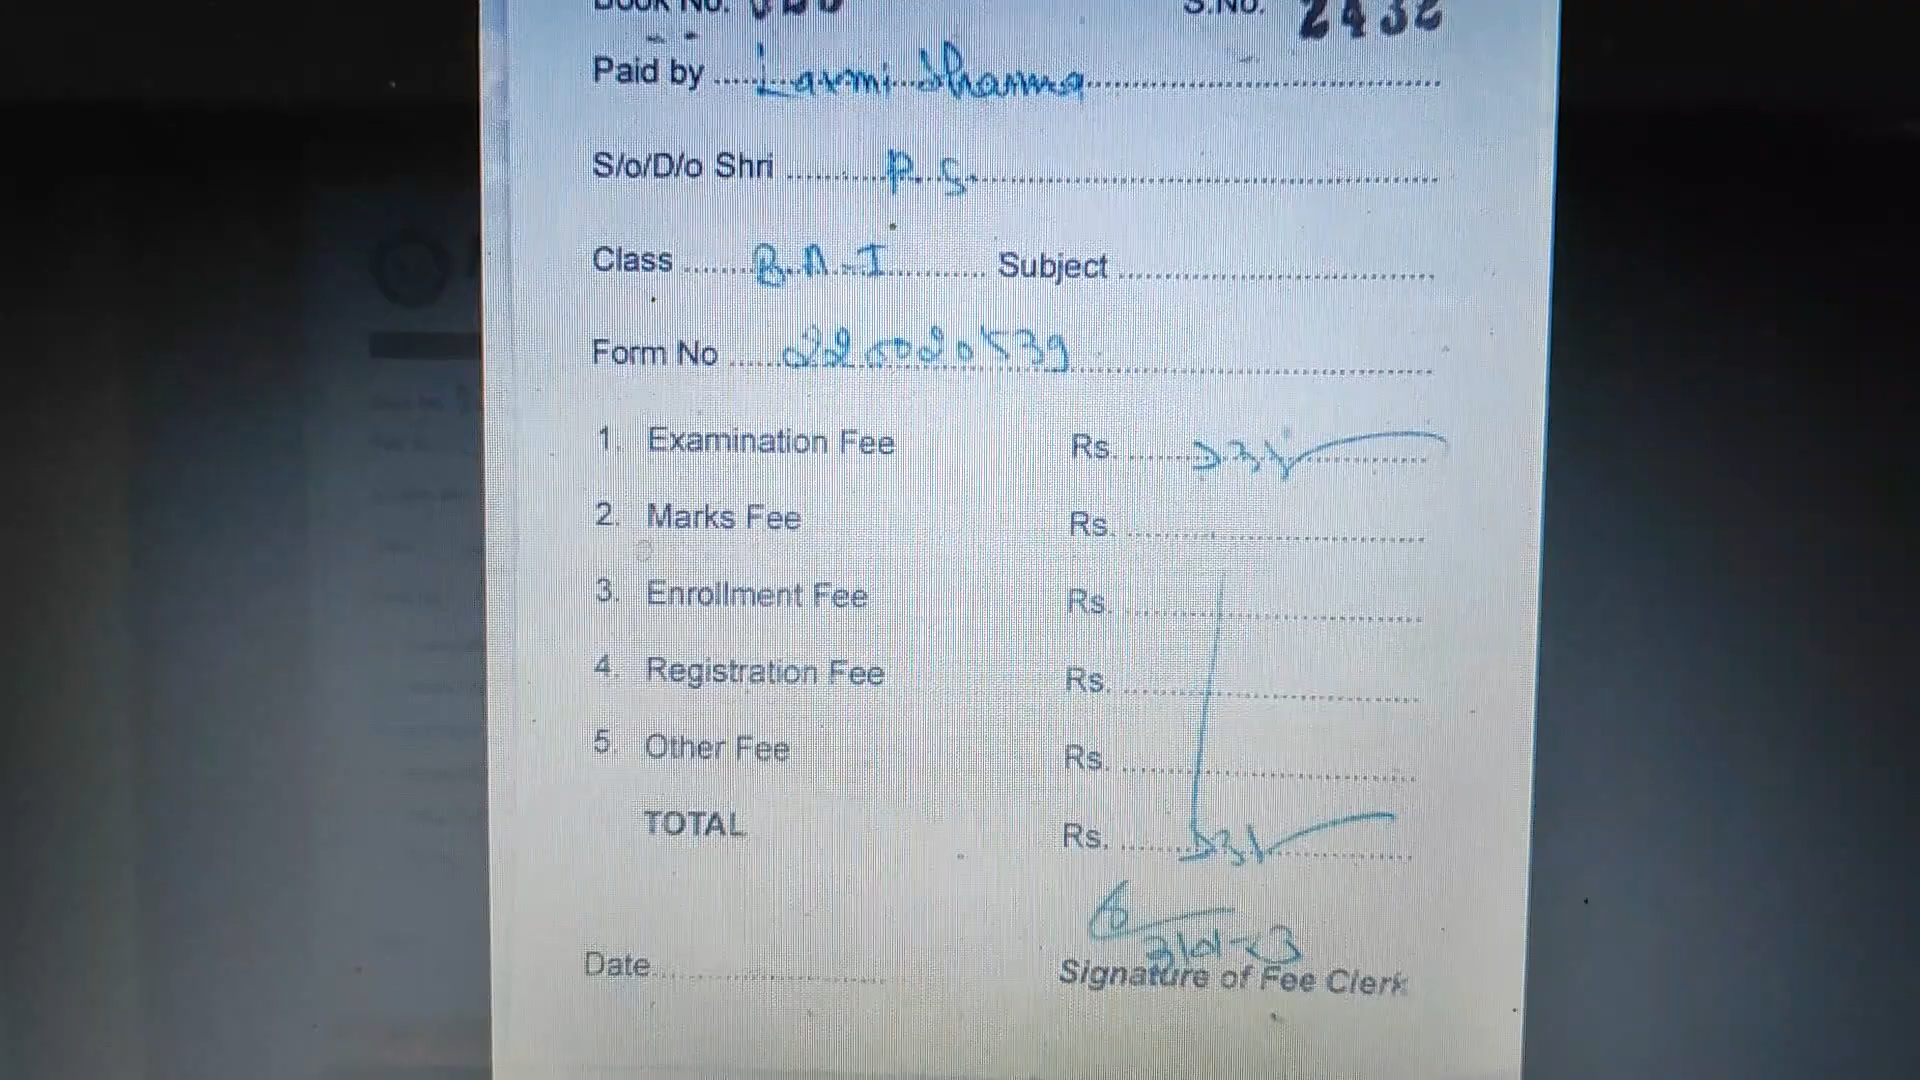 Book No.
S.No. 2432
Paid by Laxmi Sharma
S/o/D/o Shri P. S.
Class B.A-I Subject
Form No
1. Examination Fee Rs.
2. Marks Fee Rs.
3. Enrollment Fee Rs.
4. Registration Fee Rs.
5. Other Fee Rs.
TOTAL Rs.
Date
Signature of Fee Clerk